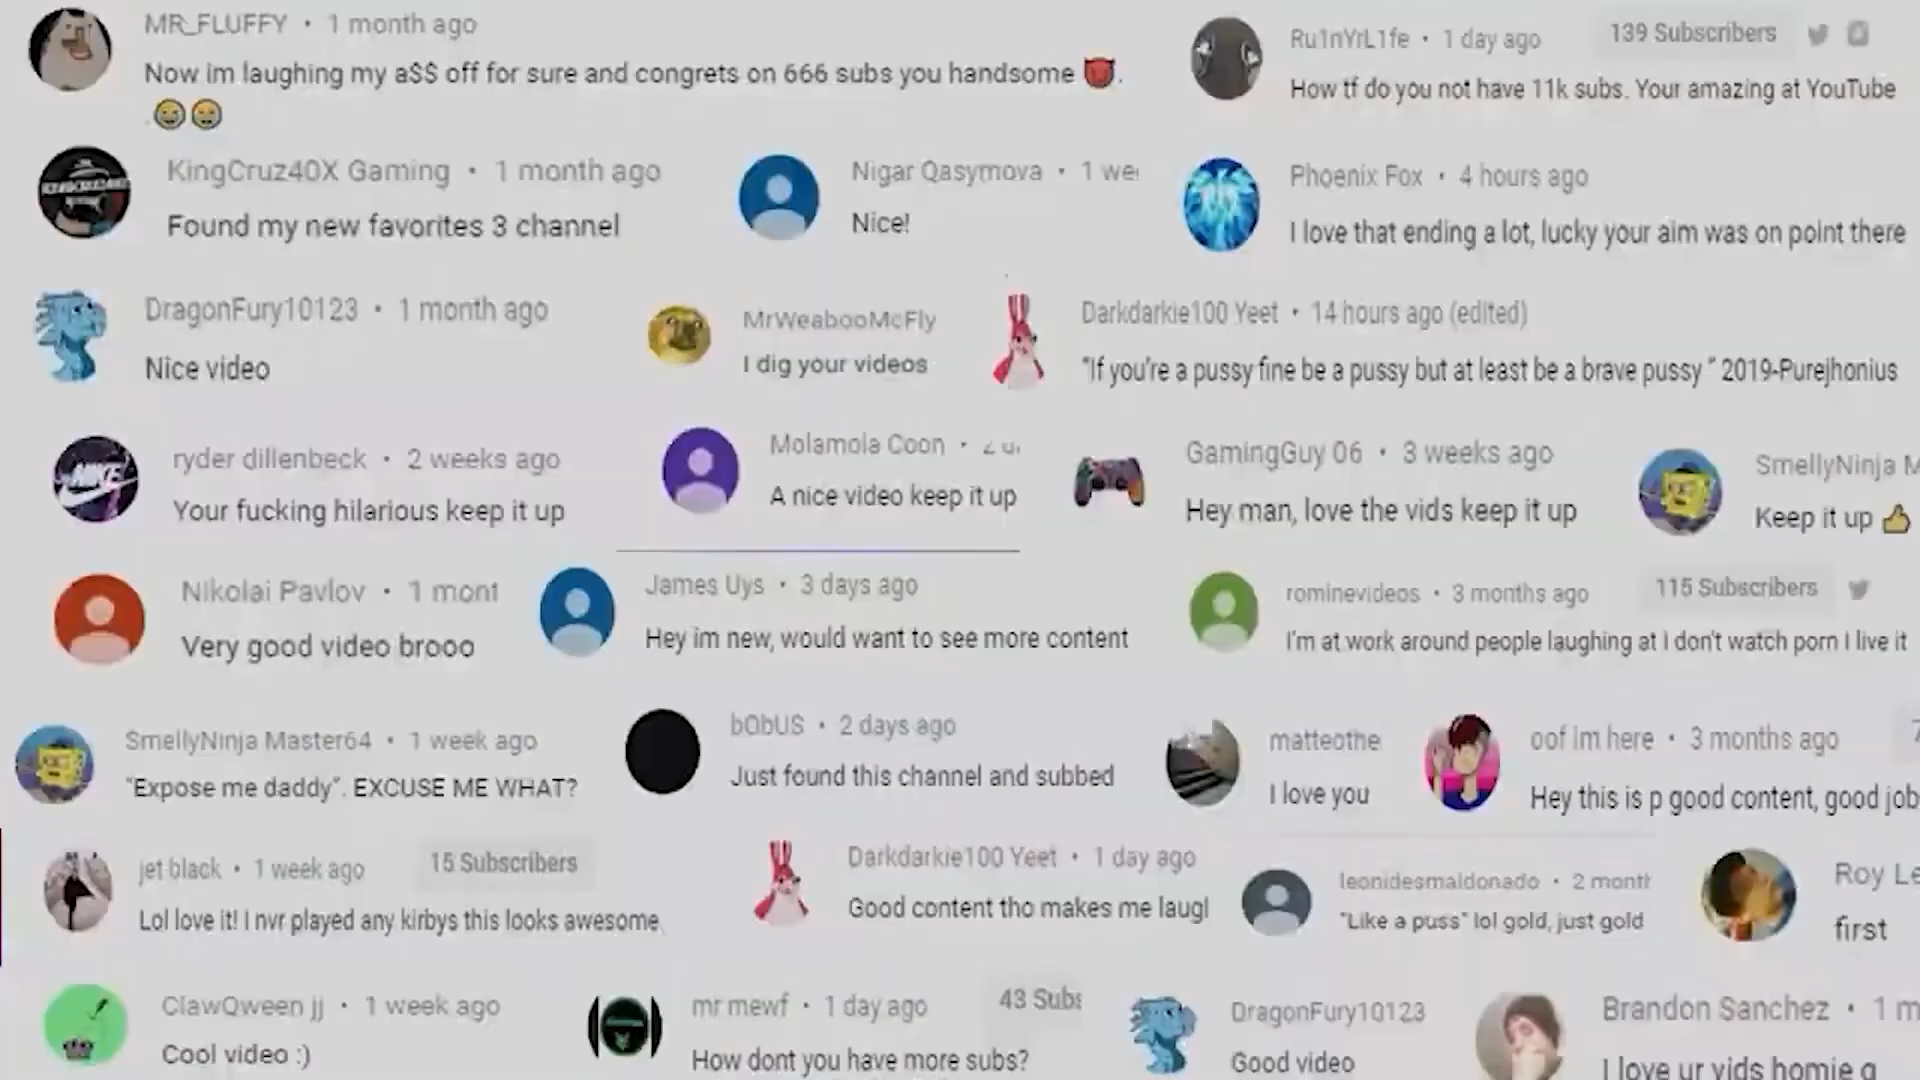 MR_FLUFFY • 1 month ago
Now im laughing my a$$ off for sure and congrets on 666 subs you handsome 😈.
.
Ru1nYrL1fe • 1 day ago
139 Subscribers
How tf do you not have 11k subs. Your amazing at YouTube
KingCruz40X Gaming • 1 month ago
Found my new favorites 3 channel
Nigar Qasymova • 1 we
Nice!
Phoenix Fox • 4 hours ago
I love that ending a lot, lucky your aim was on point there
DragonFury10123 • 1 month ago
Nice video
MrWeabooMcFly
I dig your videos
Darkdarkie100 Yeet • 14 hours ago (edited)
"If you're a pussy fine be a pussy but at least be a brave pussy " 2019-Purejhonius
ryder dillenbeck • 2 weeks ago
Your fucking hilarious keep it up
Molamola Coon • 2
A nice video keep it up
GamingGuy 06 • 3 weeks ago
Hey man, love the vids keep it up
SmellyNinja M
Keep it up 👍
Nikolai Pavlov • 1 mont
Very good video brooo
James Uys • 3 days ago
Hey im new, would want to see more content
rominevideos • 3 months ago
115 Subscribers
I'm at work around people laughing at I don't watch porn I live it
SmellyNinja Master64 • 1 week ago
"Expose me daddy". EXCUSE ME WHAT?
b0bUS • 2 days ago
Just found this channel and subbed
matteothe
I love you
oof im here • 3 months ago
Hey this is p good content, good job
jet black • 1 week ago
15 Subscribers
Lol love it! I nvr played any kirbys this looks awesome
Darkdarkie100 Yeet • 1 day ago
Good content tho makes me laugl
leonidesmaldonado • 2 month
"Like a puss" lol gold, just gold
Roy Le
first
ClawQween jj • 1 week ago
Cool video :)
mr mewf • 1 day ago
43 Subs
How dont you have more subs?
DragonFury10123
Good video
Brandon Sanchez • 1 m
I love ur vids homie g